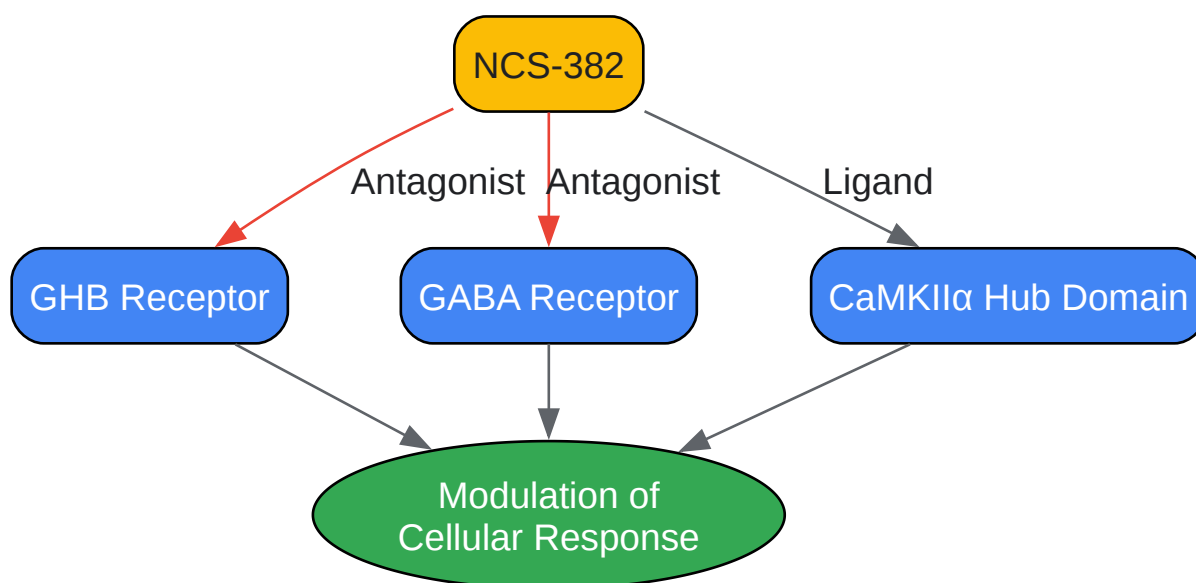 NCS-382
Antagonist
Antagonist
Ligand
GHB Receptor
GABA Receptor
CaMKIIα Hub Domain
Modulation of
Cellular Response